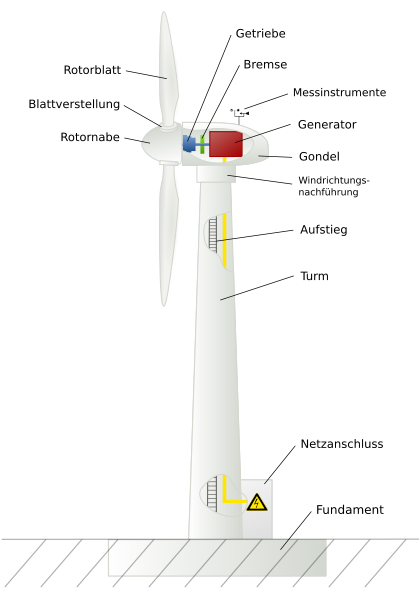 Getriebe
Bremse
Rotorblatt
Messinstrumente
Blattverstellung
Generator
Rotornabe
Gondel
Windrichtungs-
nachführung
Aufstieg
Turm
Netzanschluss
Fundament